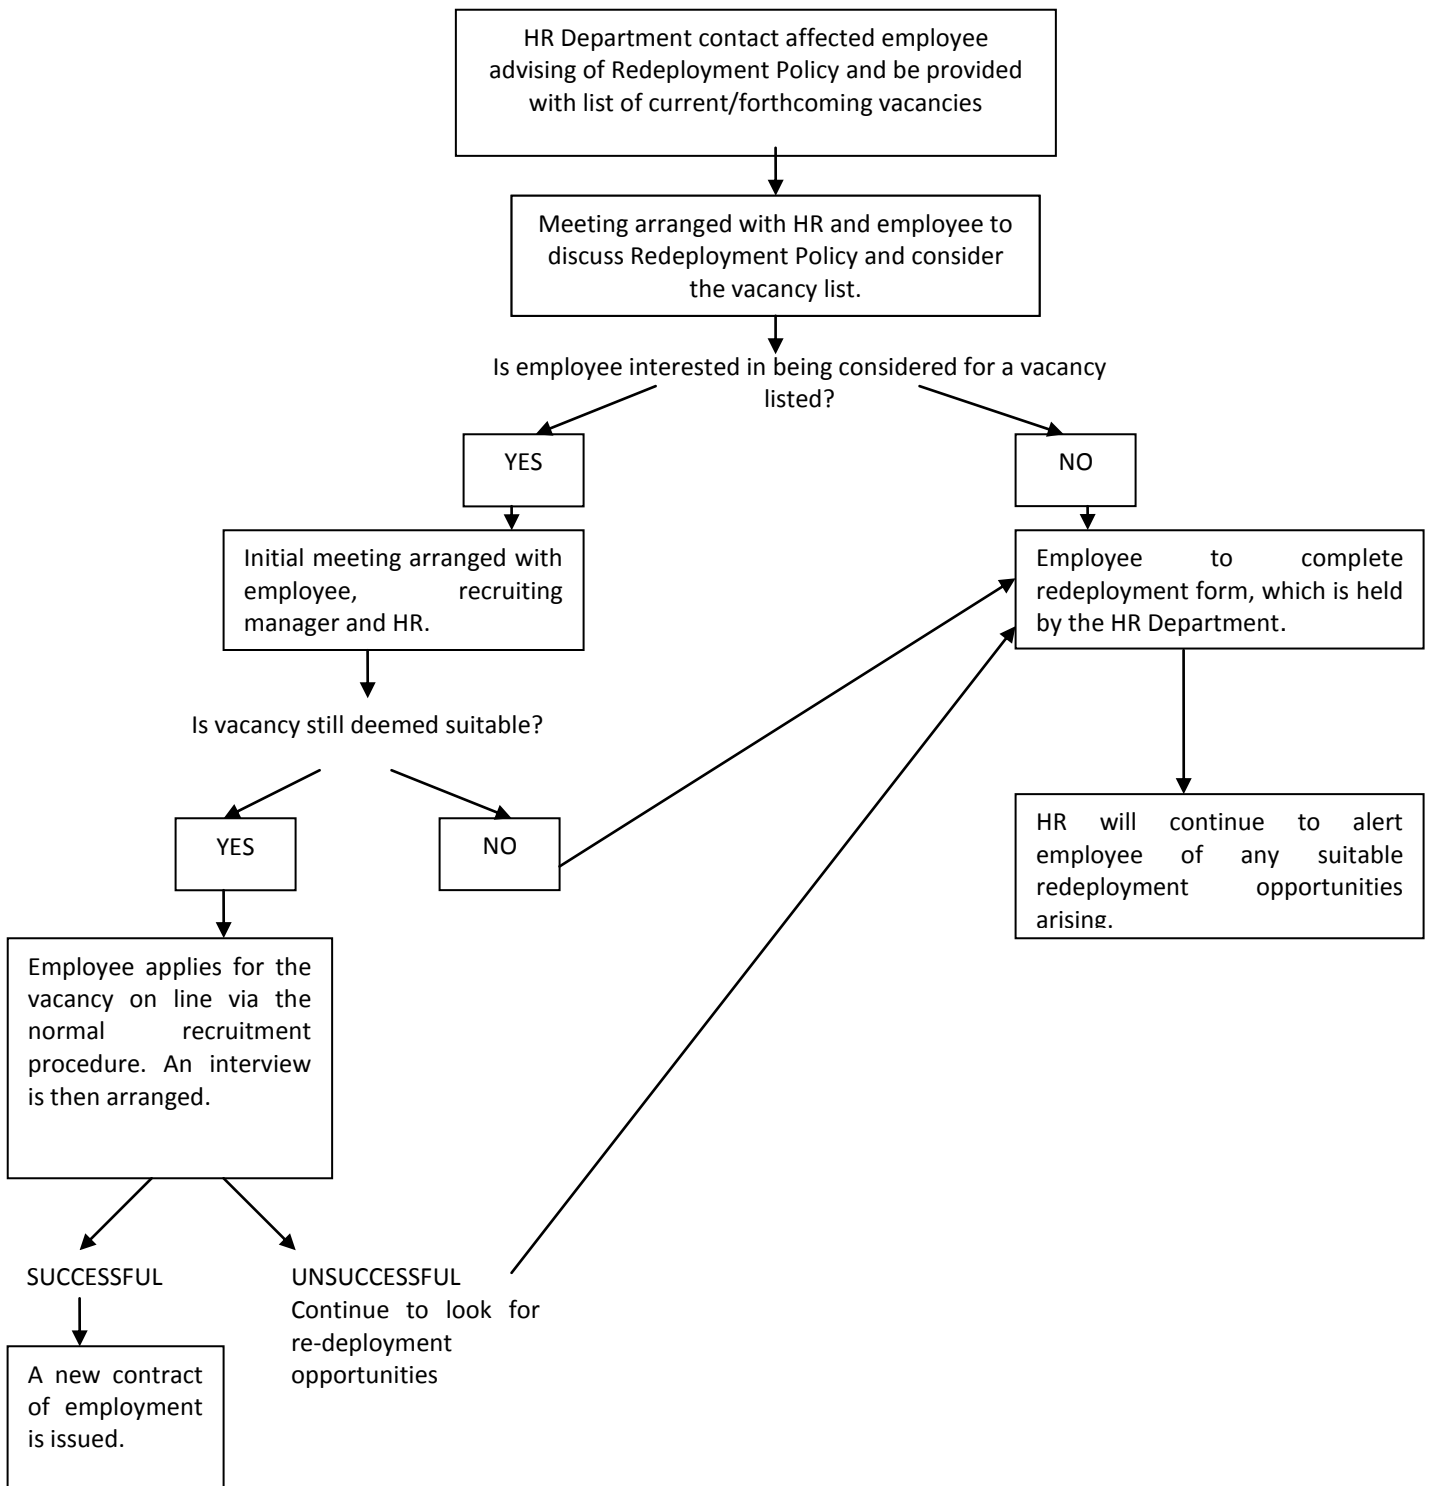 HR Department contact affected employee
advising of Redeployment Policy and be provided
with list of current/forthcoming vacancies
Meeting arranged with HR and employee to
discuss Redeployment Policy and consider
the vacancy list.
Is employee interested in being considered for a vacancy
listed?
YES
NO
Initial meeting arranged with
employee, recruiting
manager and HR.
Employee to complete
redeployment form, which is held
by the HR Department.
Is vacancy still deemed suitable?
YES
NO
HR will continue to alert
employee of any suitable
redeployment opportunities
arising.
Employee applies for the
vacancy on line via the
normal recruitment
procedure. An interview
is then arranged.
SUCCESSFUL
UNSUCCESSFUL
Continue to look for
re-deployment
opportunities
A new contract
of employment
is issued.